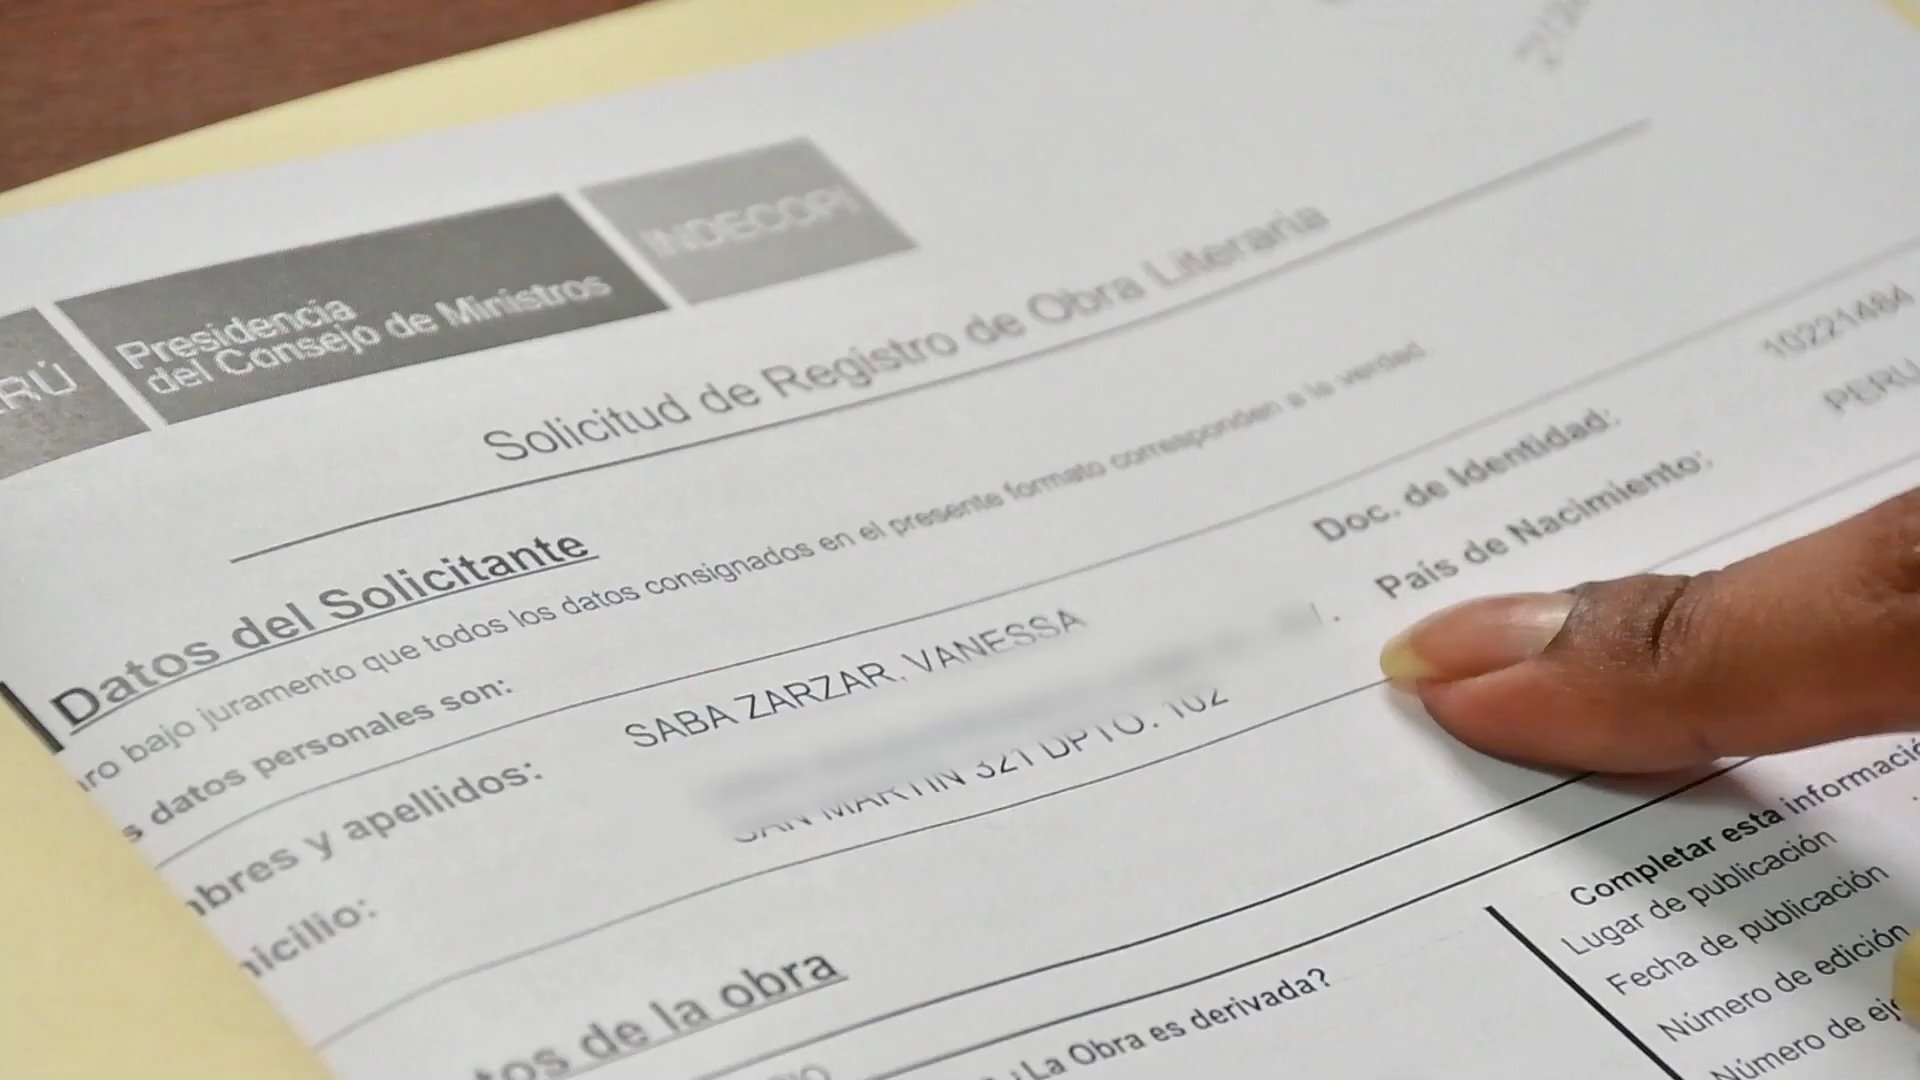 ERÚ
Presidencia
del Consejo de Ministros
INDECOPI
Solicitud de Registro de Obra Literaria
Datos del Solicitante
ro bajo juramento que todos los datos consignados en el presente formato corresponden a la verdad.
s datos personales son:
mbres y apellidos: SABA ZARZAR, VANESSA Doc. de Identidad: 10221484
País de Nacimiento: PERU
icilio: SAN MARTIN 321 DPTO. 102
tos de la obra
¿La Obra es derivada?
Completar esta informació
Lugar de publicación
Fecha de publicación
Número de edición
Número de eje